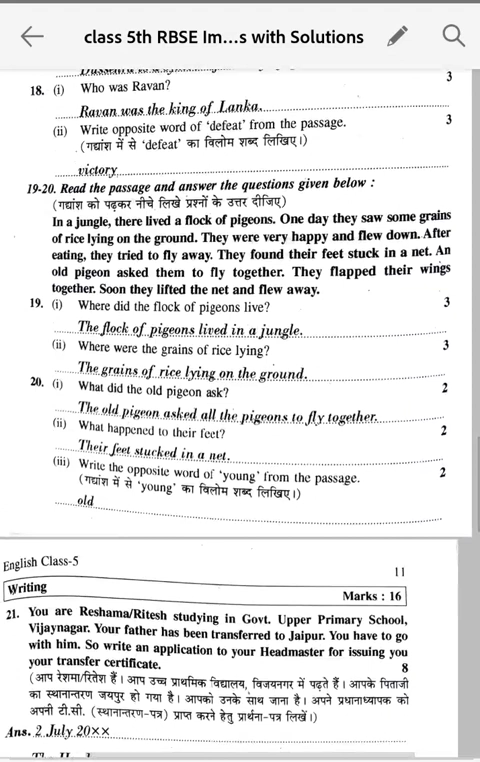 class 5th RBSE Im...s with Solutions
18. (i) Who was Ravan? 3
Ravan was the king of Lanka.
(ii) Write opposite word of 'defeat' from the passage. 3
(गद्यांश में से 'defeat' का विलोम शब्द लिखिए।)
victory
19-20. Read the passage and answer the questions given below :
(गद्यांश को पढ़कर नीचे लिखे प्रश्नों के उत्तर दीजिए)
In a jungle, there lived a flock of pigeons. One day they saw some grains
of rice lying on the ground. They were very happy and flew down. After
eating, they tried to fly away. They found their feet stuck in a net. An
old pigeon asked them to fly together. They flapped their wings
together. Soon they lifted the net and flew away.
19. (i) Where did the flock of pigeons live? 3
The flock of pigeons lived in a jungle.
(ii) Where were the grains of rice lying? 3
The grains of rice lying on the ground.
20. (i) What did the old pigeon ask? 2
The old pigeon asked all the pigeons to fly together.
(ii) What happened to their feet? 2
Their feet stucked in a net.
(iii) Write the opposite word of 'young' from the passage. 2
(गद्यांश में से 'young' का विलोम शब्द लिखिए।)
old
English Class-5 11
Writing Marks : 16
21. You are Reshama/Ritesh studying in Govt. Upper Primary School,
Vijaynagar. Your father has been transferred to Jaipur. You have to go
with him. So write an application to your Headmaster for issuing you
your transfer certificate. 8
(आप रेशमा/रितेश हैं। आप उच्च प्राथमिक विद्यालय, विजयनगर में पढ़ते हैं। आपके पिताजी
का स्थानान्तरण जयपुर हो गया है। आपको उनके साथ जाना है। अपने प्रधानाध्यापक को
अपनी टी.सी. (स्थानान्तरण-पत्र) प्राप्त करने हेतु प्रार्थना-पत्र लिखें।)
Ans. 2 July 20××